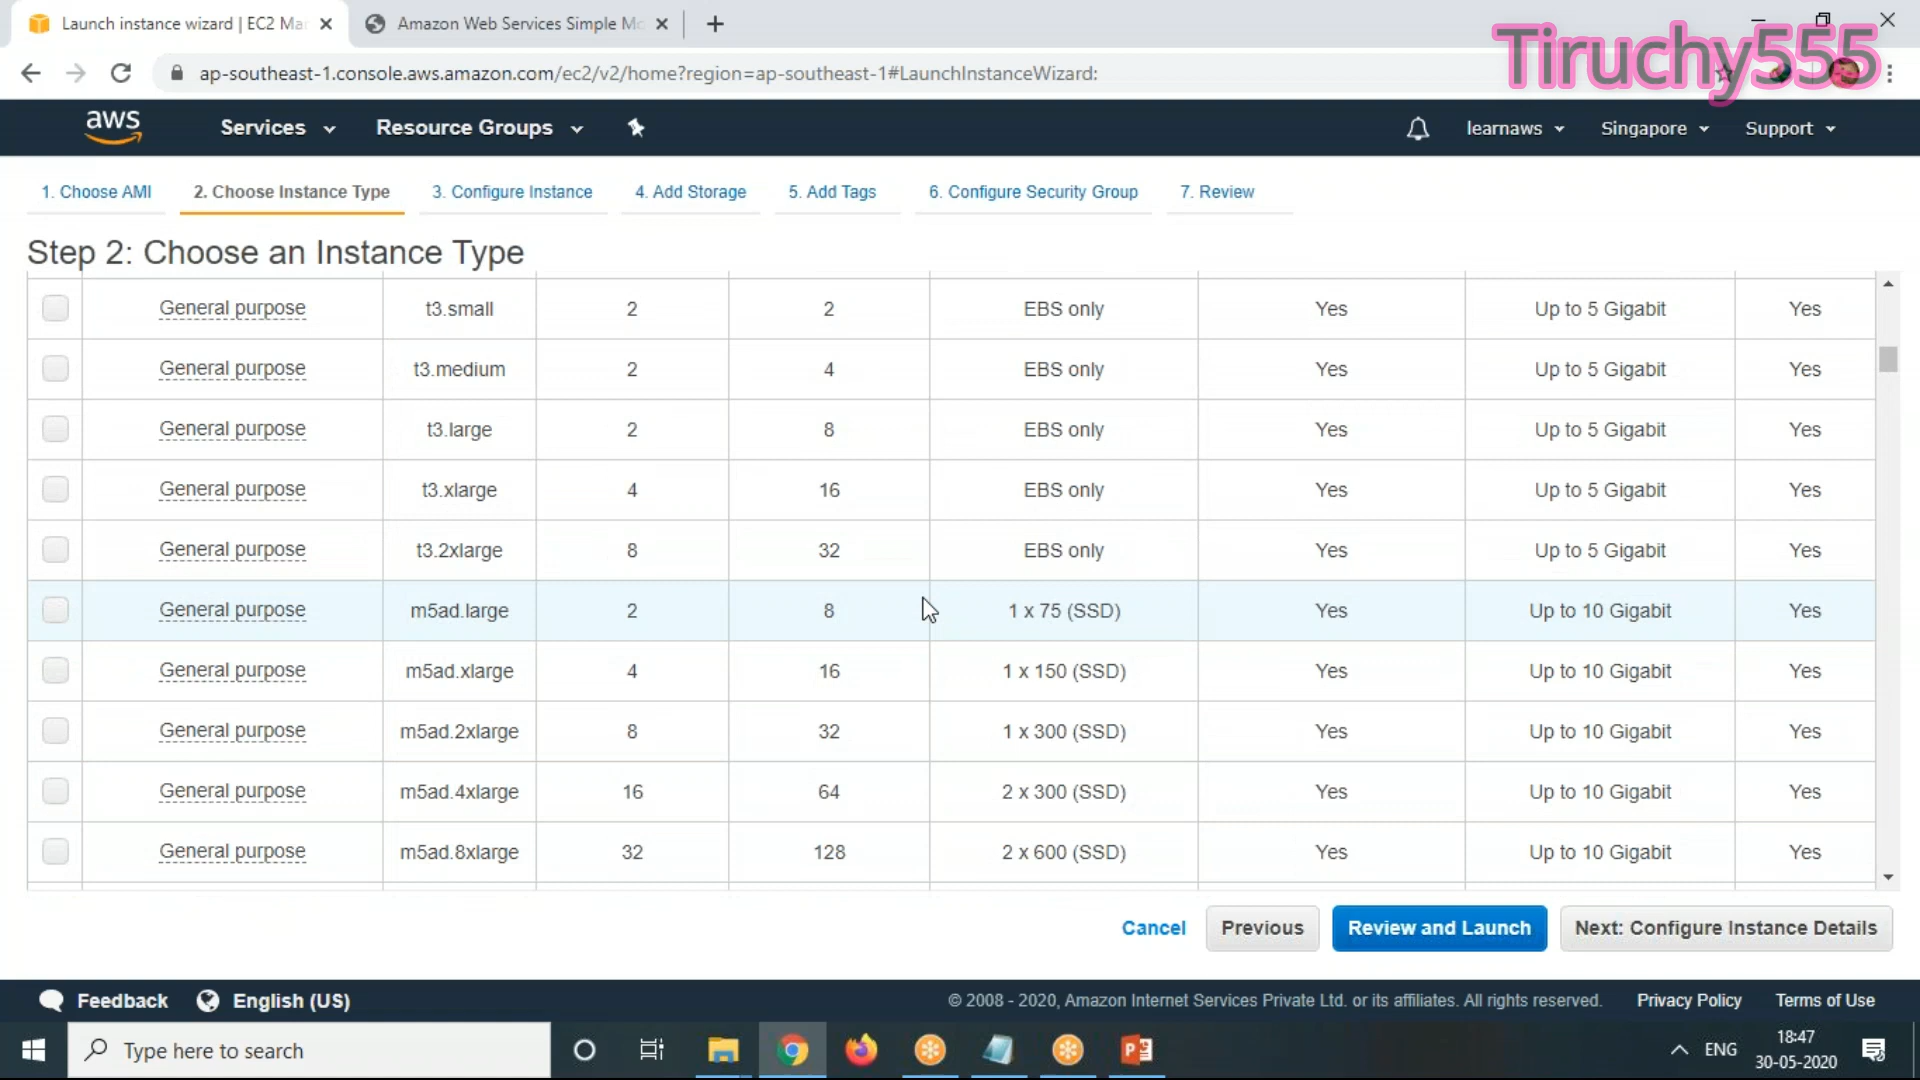 Launch instance wizard | EC2 Ma
Amazon Web Services Simple Mo
Tiruchy555
ap-southeast-1.console.aws.amazon.com/ec2/v2/home?region=ap-southeast-1#LaunchInstanceWizard:
aws Services Resource Groups learnaws Singapore Support
1. Choose AMI 2. Choose Instance Type 3. Configure Instance 4. Add Storage 5. Add Tags 6. Configure Security Group 7. Review
Step 2: Choose an Instance Type
General purpose t3.small 2 2 EBS only Yes Up to 5 Gigabit Yes
General purpose t3.medium 2 4 EBS only Yes Up to 5 Gigabit Yes
General purpose t3.large 2 8 EBS only Yes Up to 5 Gigabit Yes
General purpose t3.xlarge 4 16 EBS only Yes Up to 5 Gigabit Yes
General purpose t3.2xlarge 8 32 EBS only Yes Up to 5 Gigabit Yes
General purpose m5ad.large 2 8 1 x 75 (SSD) Yes Up to 10 Gigabit Yes
General purpose m5ad.xlarge 4 16 1 x 150 (SSD) Yes Up to 10 Gigabit Yes
General purpose m5ad.2xlarge 8 32 1 x 300 (SSD) Yes Up to 10 Gigabit Yes
General purpose m5ad.4xlarge 16 64 2 x 300 (SSD) Yes Up to 10 Gigabit Yes
General purpose m5ad.8xlarge 32 128 2 x 600 (SSD) Yes Up to 10 Gigabit Yes
Cancel Previous Review and Launch Next: Configure Instance Details
Feedback English (US) © 2008 - 2020, Amazon Internet Services Private Ltd. or its affiliates. All rights reserved. Privacy Policy Terms of Use
Type here to search
ENG
18:47
30-05-2020